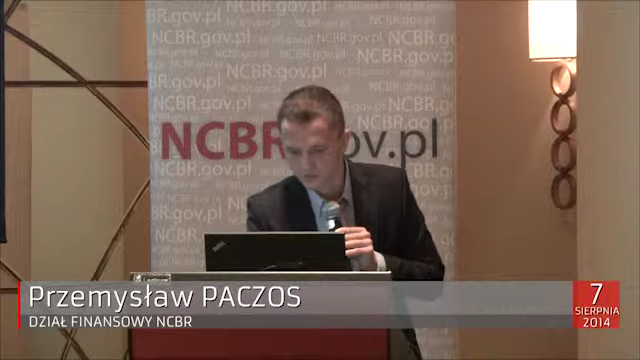 NCBR.gov.pl
Przemysław PACZOS
DZIAŁ FINANSOWY NCBR
7
SIERPNIA
2014